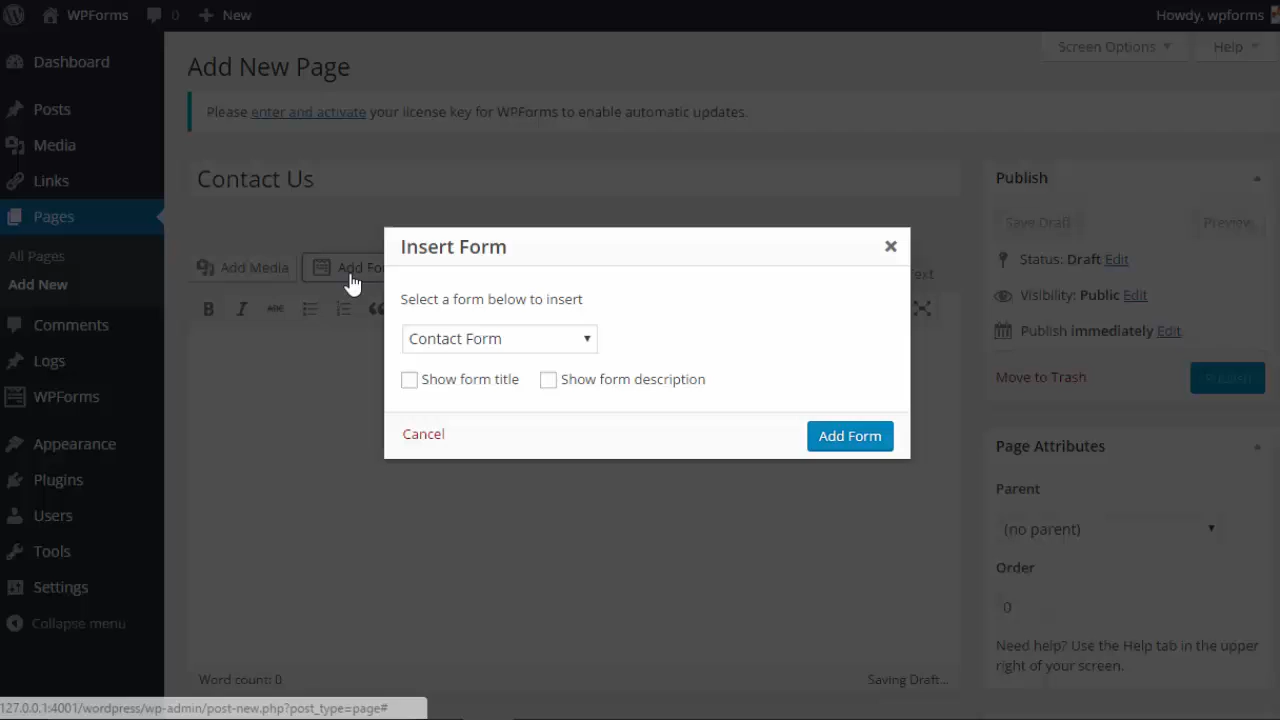 WPForms 0 New Howdy, wpforms
Screen Options Help
Dashboard
Posts
Media
Links
Pages
All Pages
Add New
Comments
Logs
WPForms
Appearance
Plugins
Users
Tools
Settings
Collapse menu
Add New Page
Please enter and activate your license key for WPForms to enable automatic updates.
Contact Us
Add Media Add For
Text
B I ABC
Insert Form
Select a form below to insert
Contact Form
Show form title Show form description
Cancel Add Form
Word count: 0 Saving Draft...
Publish
Save Draft Preview
Status: Draft Edit
Visibility: Public Edit
Publish immediately Edit
Move to Trash Publish
Page Attributes
Parent
(no parent)
Order
0
Need help? Use the Help tab in the upper
right of your screen.
127.0.0.1:4001/wordpress/wp-admin/post-new.php?post_type=page#